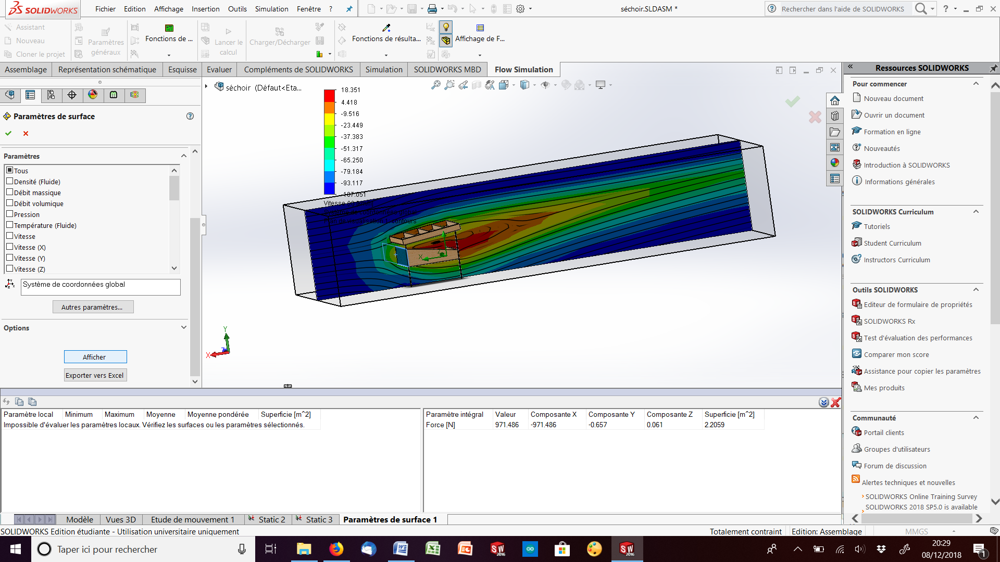 SOLIDWORKS
Fichier Edition Affichage Insertion Outils Simulation Fenêtre ?
séchoir.SLDASM *
Rechercher dans l'aide de SOLIDWORKS
Assistant
Nouveau
Cloner le projet
Paramètres généraux
Fonctions de ...
Lancer le calcul
Charger/Décharger
Fonctions de résulta...
Affichage de F...
Assemblage Représentation schématique Esquisse Evaluer Compléments de SOLIDWORKS Simulation SOLIDWORKS MBD Flow Simulation
Paramètres de surface
Paramètres
Tous
Densité (Fluide)
Débit massique
Débit volumique
Pression
Température (Fluide)
Vitesse
Vitesse (X)
Vitesse (Y)
Vitesse (Z)
Système de coordonnées global
Autres paramètres...
Options
Afficher
Exporter vers Excel
séchoir (Défaut<Eta...
18.351
4.418
-9.516
-23.449
-37.383
-51.317
-65.250
-79.184
-93.117
-107.051
Vitesse
contours
X
Y
Z
X
Y
Z
Ressources SOLIDWORKS
Pour commencer
Nouveau document
Ouvrir un document
Formation en ligne
Nouveautés
Introduction à SOLIDWORKS
Informations générales
SOLIDWORKS Curriculum
Tutoriels
Student Curriculum
Instructors Curriculum
Outils SOLIDWORKS
Editeur de formulaire de propriétés
SOLIDWORKS Rx
Test d'évaluation des performances
Comparer mon score
Assistance pour copier les paramètres
Mes produits
Communauté
Portail clients
Groupes d'utilisateurs
Forum de discussion
Alertes techniques et nouvelles
SOLIDWORKS Online Training Survey
SOLIDWORKS 2018 SP5.0 is available
Paramètre local Minimum Maximum Moyenne Moyenne pondérée Superficie [m^2]
Impossible d'évaluer les paramètres locaux. Vérifiez les surfaces ou les paramètres sélectionnés.
Paramètre intégral Valeur Composante X Composante Y Composante Z Superficie [m^2]
Force [N] 971.486 -971.486 -0.657 0.061 2.2059
Modèle Vues 3D Etude de mouvement 1 Static 2 Static 3 Paramètres de surface 1
SOLIDWORKS Edition étudiante - Utilisation universitaire uniquement
Totalement contraint Edition: Assemblage MMGS
Taper ici pour rechercher
SW 2016
SW 2016
20:29
08/12/2018
1